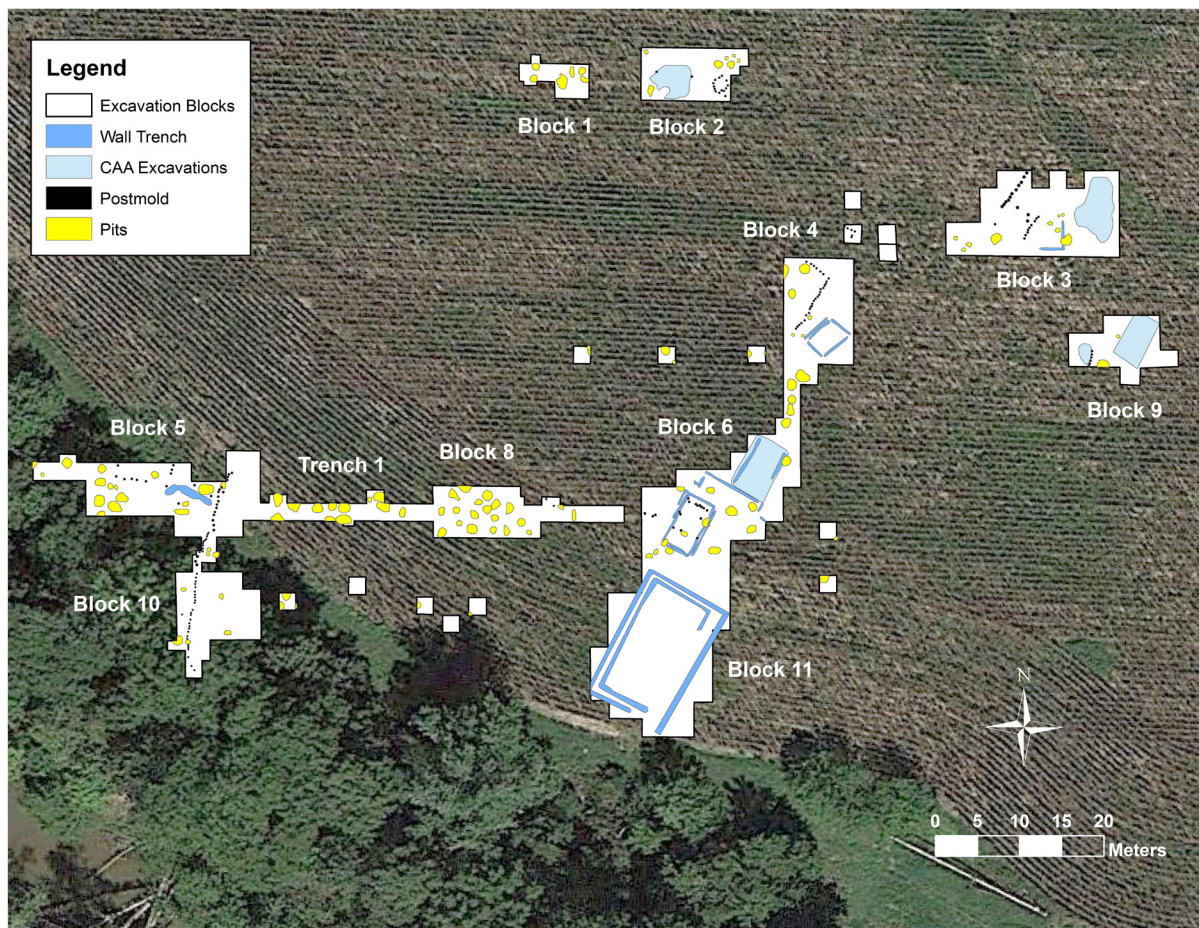 Legend
Excavation Blocks
Wall Trench
CAA Excavations
Postmold
Pits
Block 1
Block 2
Block 4
Block 3
Block 9
Block 5
Trench 1
Block 8
Block 6
Block 10
Block 11
N
0 5 10 15 20
Meters